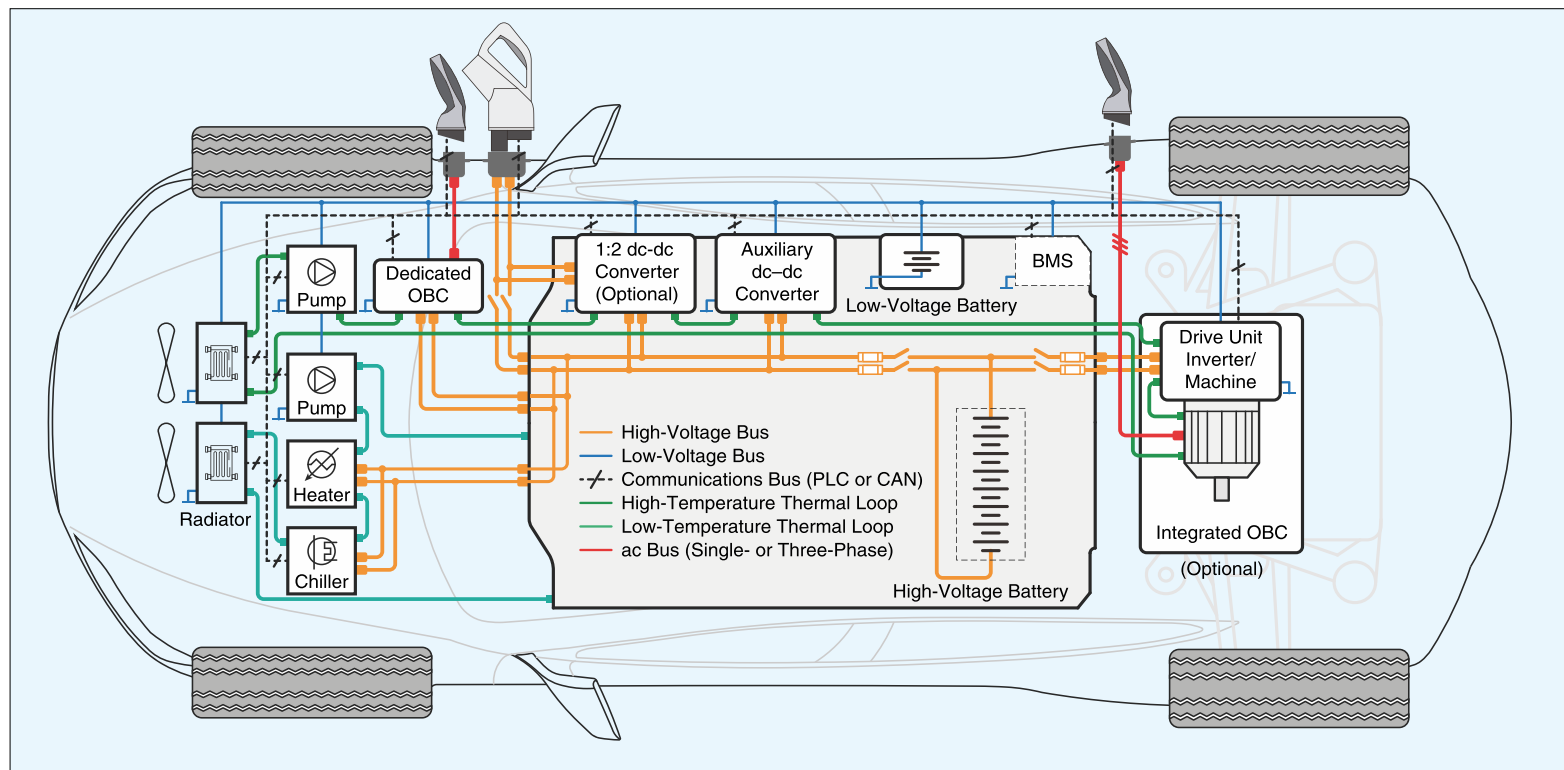 1:2 dc-dc
Converter
(Optional)
Auxiliary
dc–dc
Converter
BMS
Low-Voltage Battery
Pump
Dedicated
OBC
Pump
Heater
Chiller
Radiator
Drive Unit
Inverter/
Machine
Integrated OBC
(Optional)
High-Voltage Bus
Low-Voltage Bus
Communications Bus (PLC or CAN)
High-Temperature Thermal Loop
Low-Temperature Thermal Loop
ac Bus (Single- or Three-Phase)
High-Voltage Battery